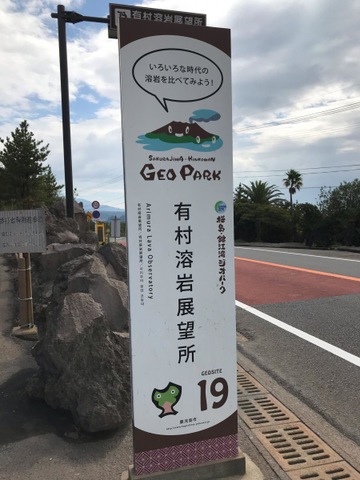 有村溶岩展望所
いろいろな時代の
溶岩を比べてみよう!
SAKURAJIMA-KINKOWAN
GEO PARK
桜島・錦江湾ジオパーク
有村溶岩展望所
Arimura Lava Observatory
GEOSITE
19
鹿児島市